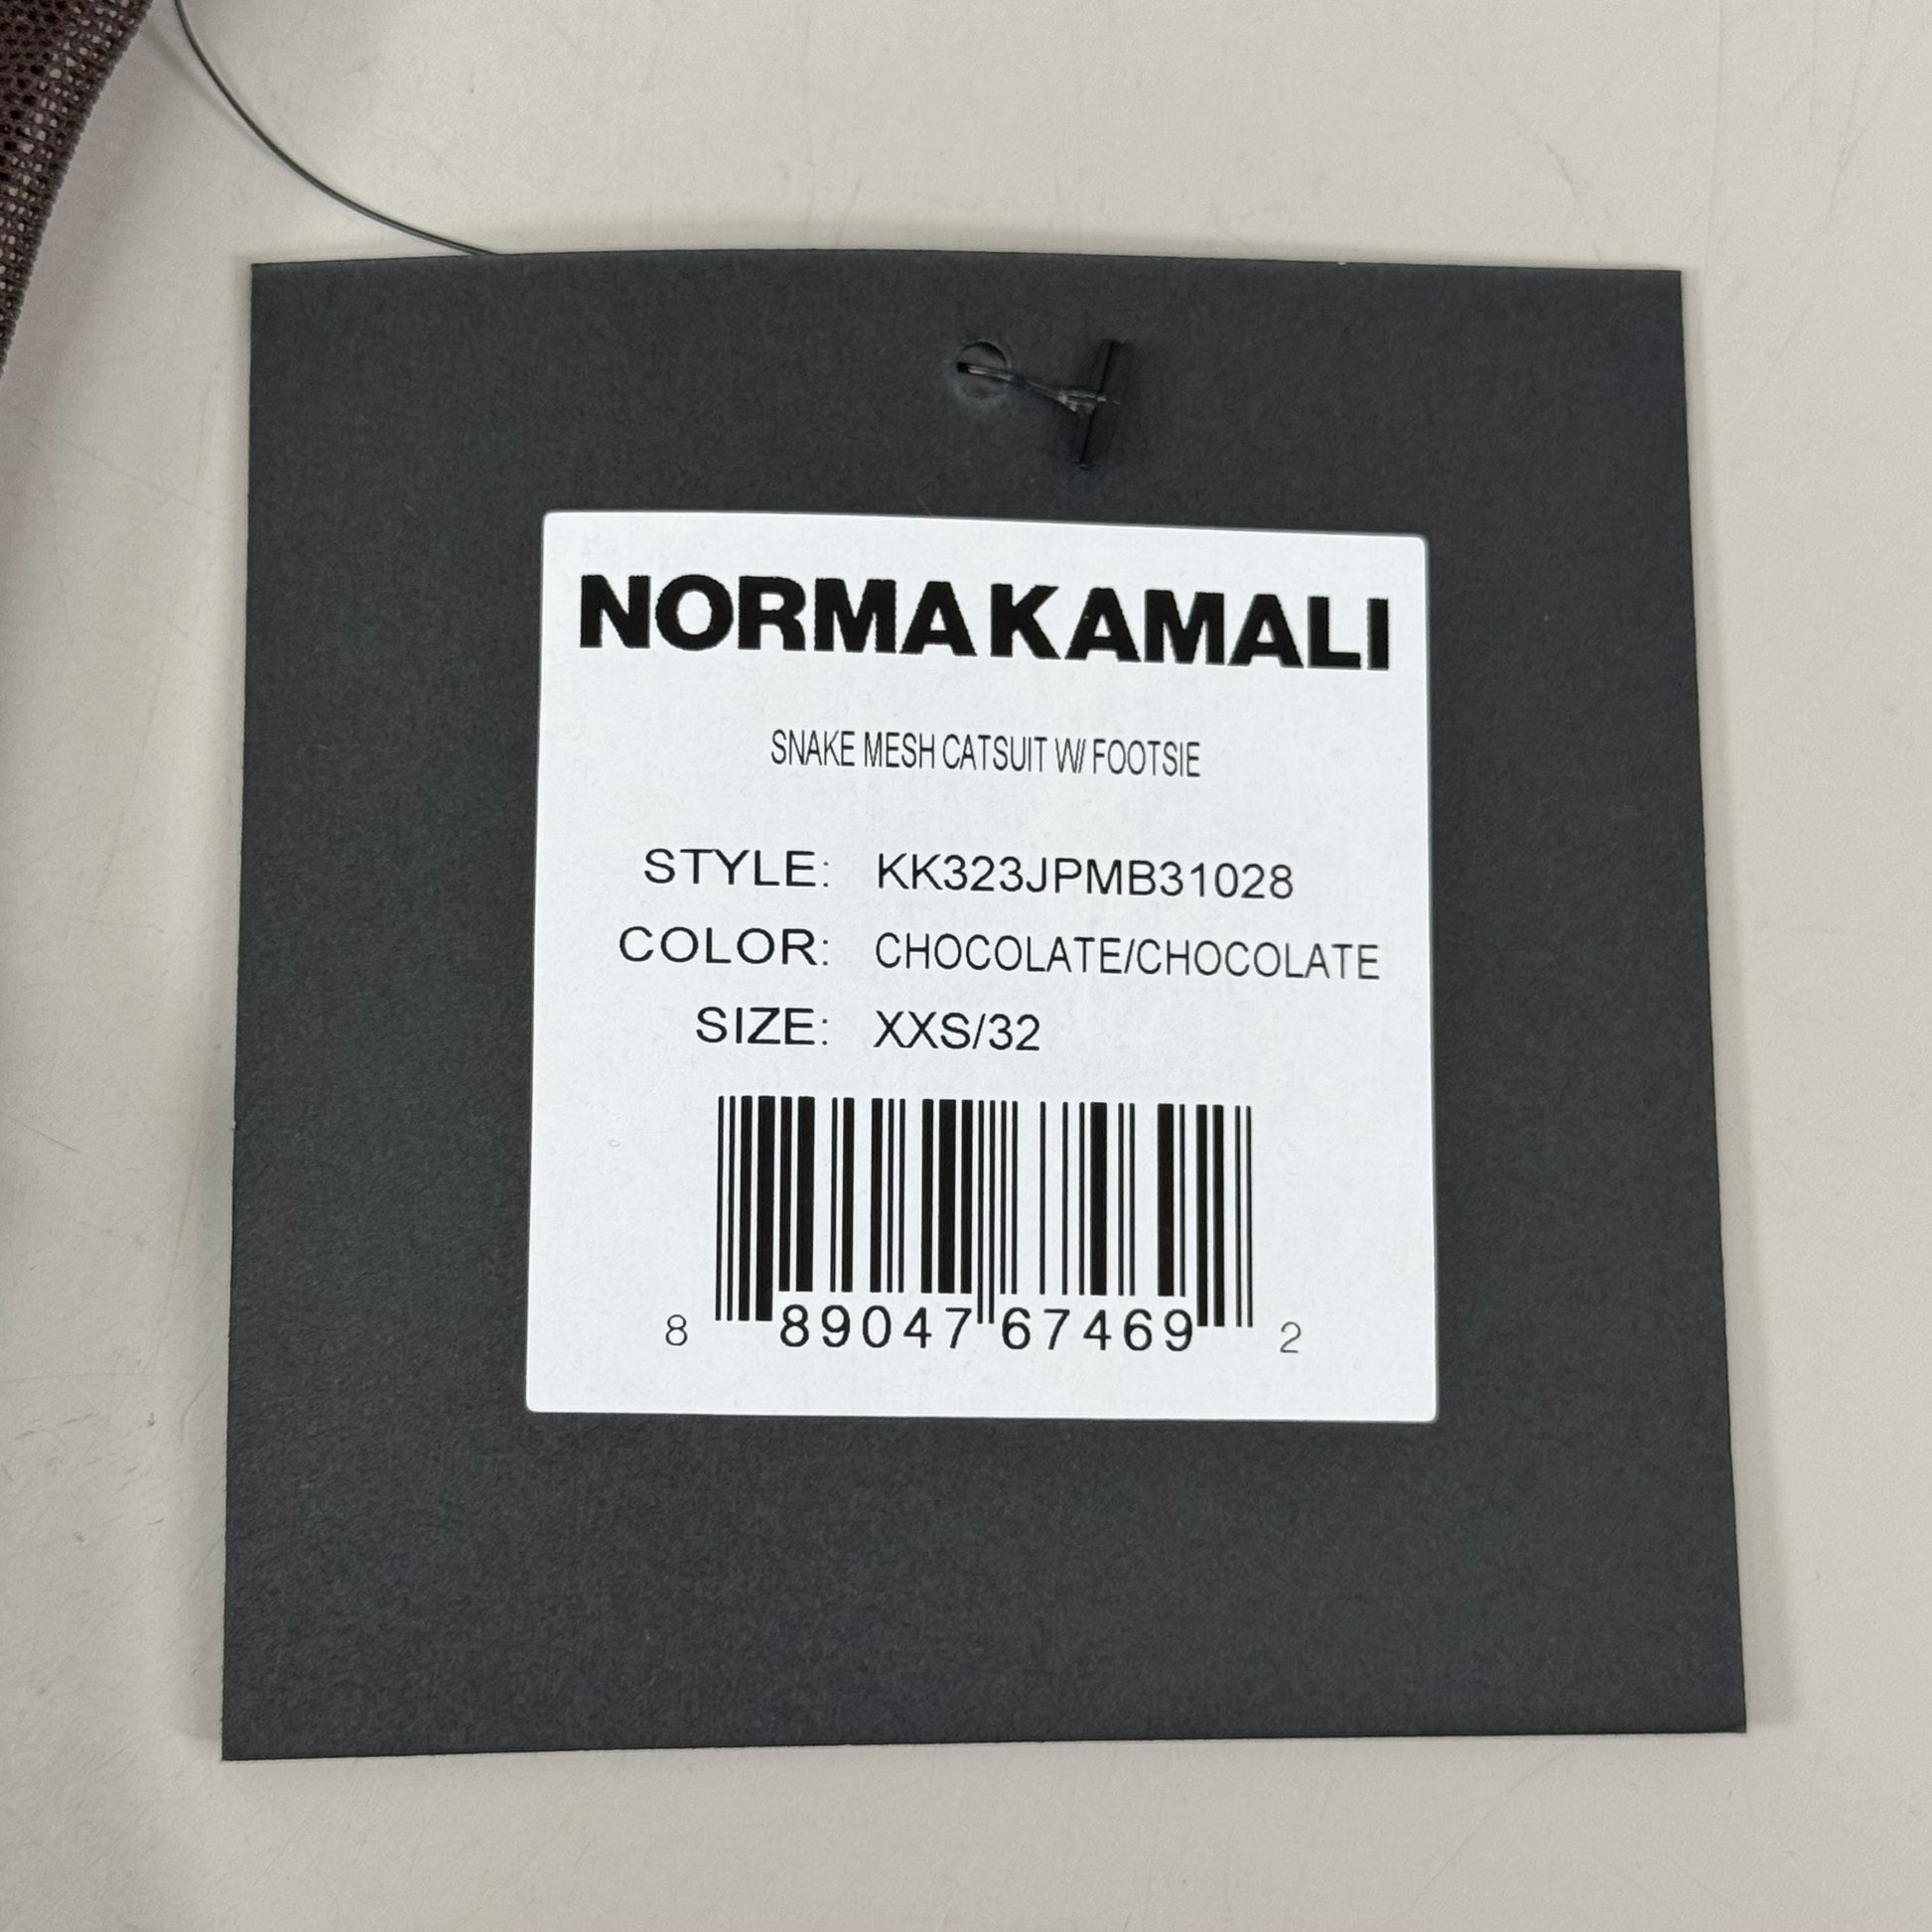 NORMA KAMALI
SNAKE MESH CATSUIT W/ FOOTSIE
STYLE: KK323JPMB31028
COLOR: CHOCOLATE/CHOCOLATE
SIZE: XXS/32
8 89047 67469 2